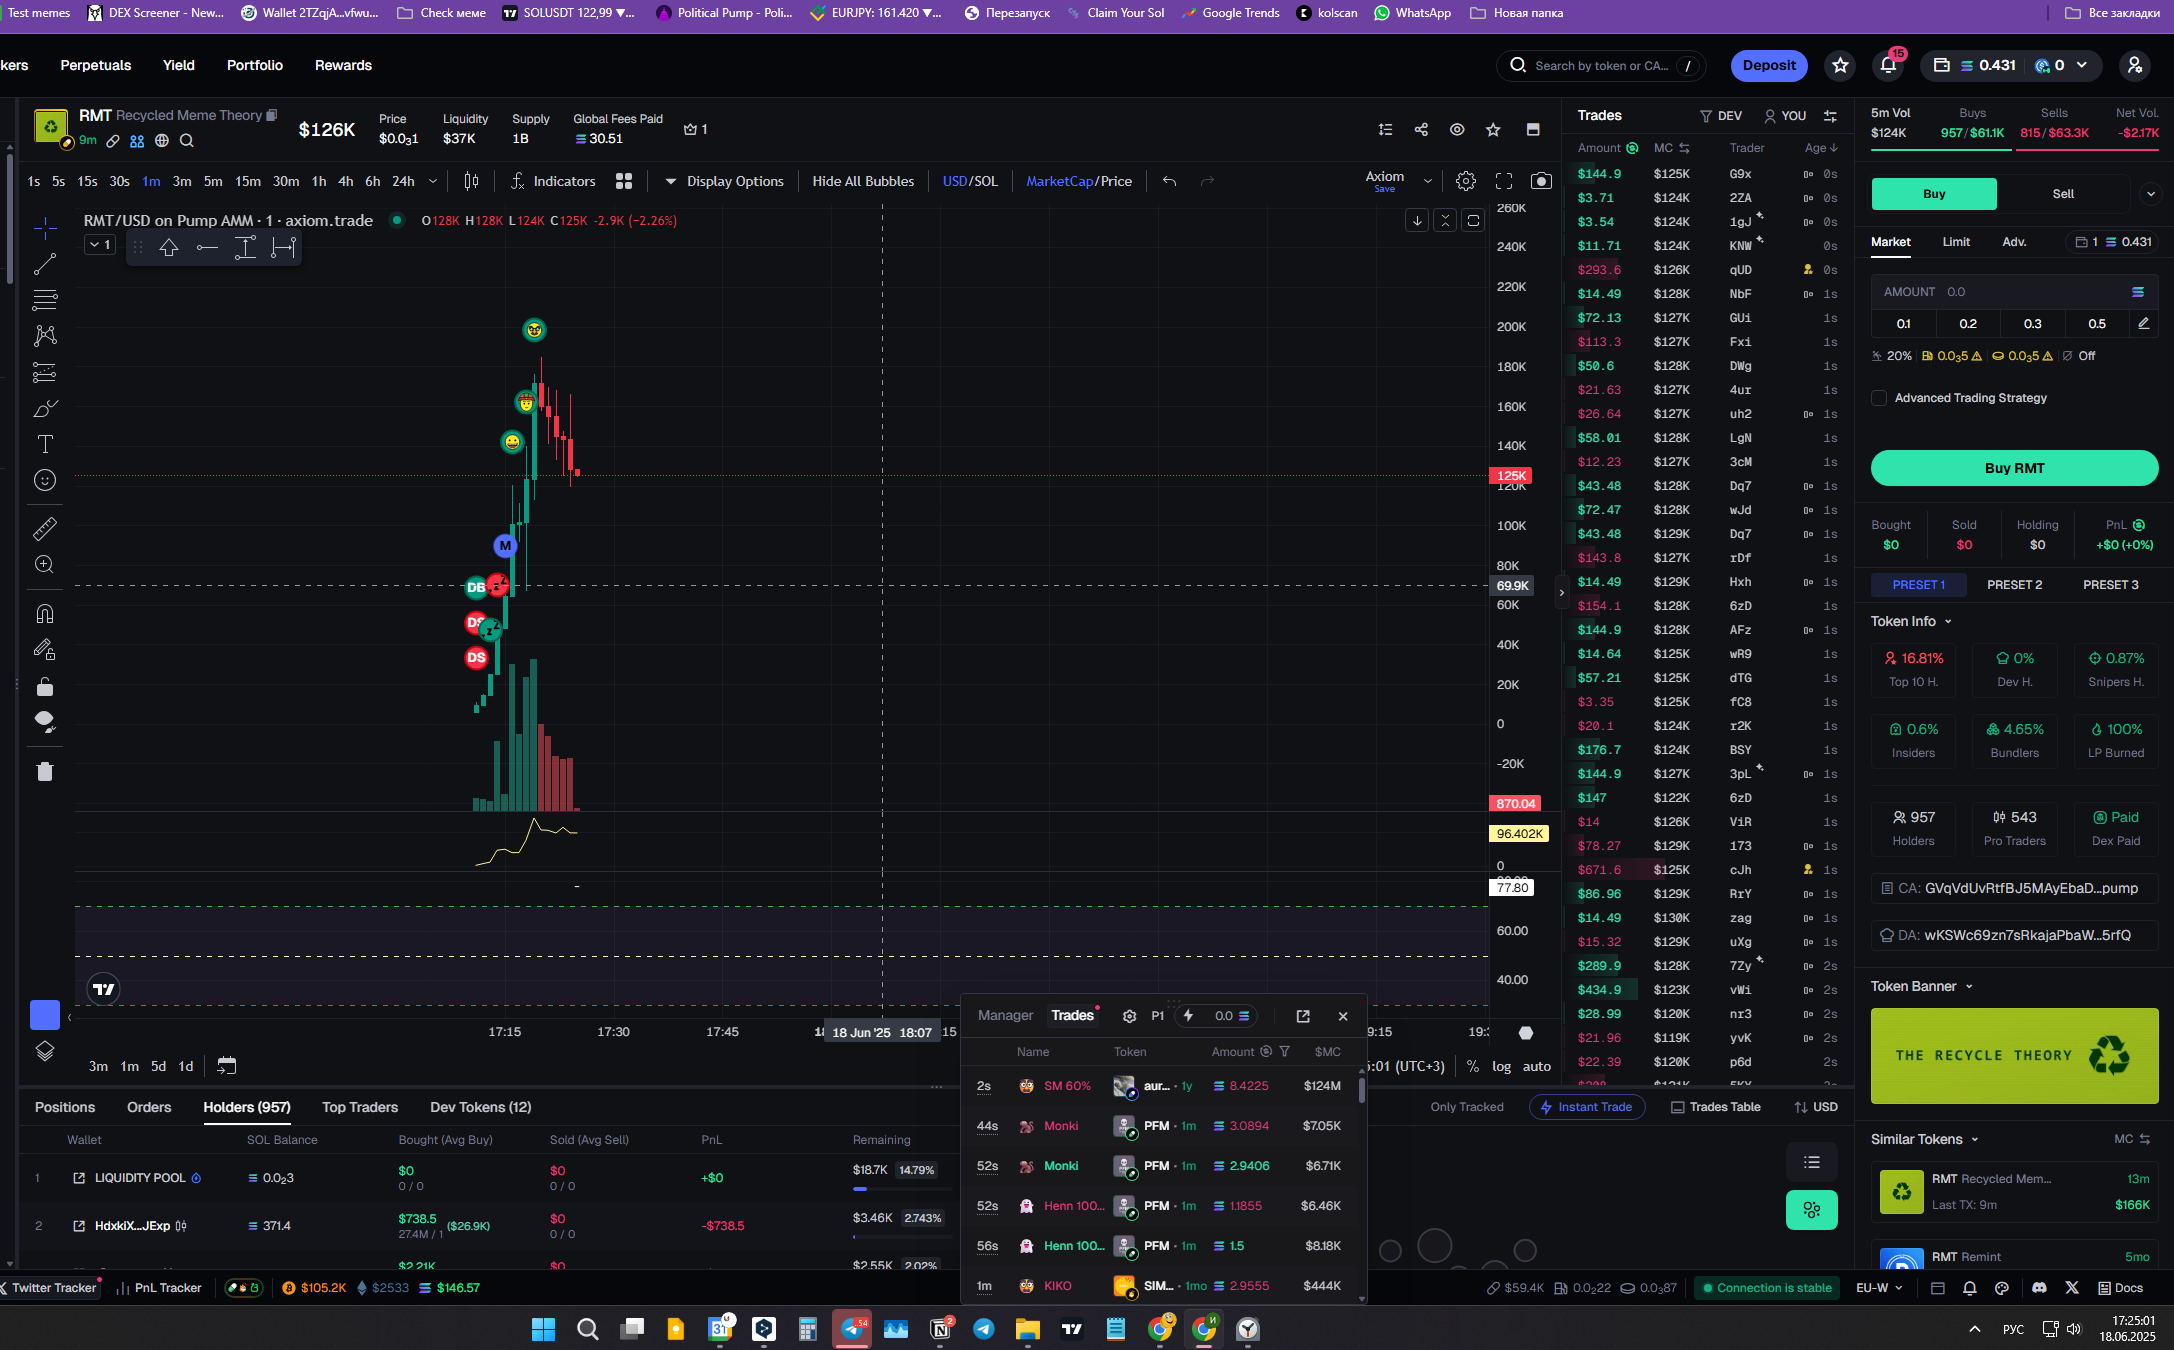 Test memes DEX Screener - New... Wallet 2TZqjA...vfwu... Check меме SOLUSDT 122,99 ▼... Political Pump - Poli... EURJPY: 161.420 ▼... Перезапуск Claim Your Sol Google Trends kolscan WhatsApp Новая папка Все закладки
kers Perpetuals Yield Portfolio Rewards Search by token or CA... / Deposit 15 0.431 0
RMT Recycled Meme Theory
9m
$126K
Price
$0.0₃1
Liquidity
$37K
Supply
1B
Global Fees Paid
30.51
1
1s 5s 15s 30s 1m 3m 5m 15m 30m 1h 4h 6h 24h Indicators Display Options Hide All Bubbles USD/SOL MarketCap/Price Axiom
Save
RMT/USD on Pump AMM · 1 · axiom.trade O128K H128K L124K C125K -2.9K (-2.26%)
1
M
DB
DS
DS
260K
240K
220K
200K
180K
160K
140K
125K
120K
100K
80K
69.9K
60K
40K
20K
0
-20K
870.04
96.402K
0
77.80
60.00
40.00
17:15 17:30 17:45 18 Jun '25 18:07 :15 9:15
3m 1m 5d 1d :01 (UTC+3) % log auto
Trades DEV YOU
Amount MC Trader Age
$144.9 $125K G9x 0s
$3.71 $124K 2ZA 0s
$3.54 $124K 1gJ 0s
$11.71 $124K KNW 0s
$293.6 $126K qUD 0s
$14.49 $128K NbF 1s
$72.13 $127K GUi 1s
$113.3 $127K Fxi 1s
$50.6 $128K DWg 1s
$21.63 $127K 4ur 1s
$26.64 $127K uh2 1s
$58.01 $128K LgN 1s
$12.23 $127K 3cM 1s
$43.48 $128K Dq7 1s
$72.47 $128K wJd 1s
$43.48 $129K Dq7 1s
$143.8 $127K rDf 1s
$14.49 $129K Hxh 1s
$154.1 $128K 6zD 1s
$144.9 $128K AFz 1s
$14.64 $125K wR9 1s
$57.21 $125K dTG 1s
$3.35 $125K fC8 1s
$20.1 $124K r2K 1s
$176.7 $124K BSY 1s
$144.9 $127K 3pL 1s
$147 $122K 6zD 1s
$14 $126K ViR 1s
$78.27 $129K 173 1s
$671.6 $125K cJh 1s
$86.96 $129K RrY 1s
$14.49 $130K zag 1s
$15.32 $129K uXg 1s
$289.9 $128K 7Zy 2s
$434.9 $123K vWi 2s
$28.99 $120K nr3 2s
$21.96 $119K yvK 2s
$22.39 $120K p6d 2s
5m Vol Buys Sells Net Vol.
$124K 957/$61.1K 815/$63.3K -$2.17K
Buy Sell
Market Limit Adv. 1 0.431
AMOUNT 0.0
0.1 0.2 0.3 0.5
20% 0.0₃5 0.0₃5 Off
Advanced Trading Strategy
Buy RMT
Bought Sold Holding PnL
$0 $0 $0 +$0 (+0%)
PRESET 1 PRESET 2 PRESET 3
Token Info
16.81% 0% 0.87%
Top 10 H. Dev H. Snipers H.
0.6% 4.65% 100%
Insiders Bundlers LP Burned
957 543 Paid
Holders Pro Traders Dex Paid
CA: GVqVdUvRtfBJ5MAyEbaD...pump
DA: wKSWc69zn7sRkajaPbaW...5rfQ
Token Banner
THE RECYCLE THEORY
Similar Tokens MC
RMT Recycled Mem... 13m
Last TX: 9m $166K
RMT Remint 5mo
Positions Orders Holders (957) Top Traders Dev Tokens (12)
Only Tracked Instant Trade Trades Table USD
Wallet SOL Balance Bought (Avg Buy) Sold (Avg Sell) PnL Remaining
1 LIQUIDITY POOL 0.0₂3 $0 $0 +$0 $18.7K 14.79%
0 / 0 0 / 0
2 HdxkiX...JExp 371.4 $738.5 ($26.9K) $0 -$738.5 $3.46K 2.743%
27.4M / 1 0 / 0
$2.21K $0 $2.55K 2.02%
Manager Trades P1 0.0
Name Token Amount $MC
2s SM 60% aur... · 1y 8.4225 $124M
44s Monki PFM · 1m 3.0894 $7.05K
52s Monki PFM · 1m 2.9406 $6.71K
52s Henn 100... PFM · 1m 1.1855 $6.46K
56s Henn 100... PFM · 1m 1.5 $8.18K
1m KIKO SIM... · 1mo 2.9555 $444K
Twitter Tracker PnL Tracker $105.2K $2533 $146.57 $59.4K 0.0₂22 0.0₃87 Connection is stable EU-W Docs
31 54 2 РУС 17:25:01
18.06.2025